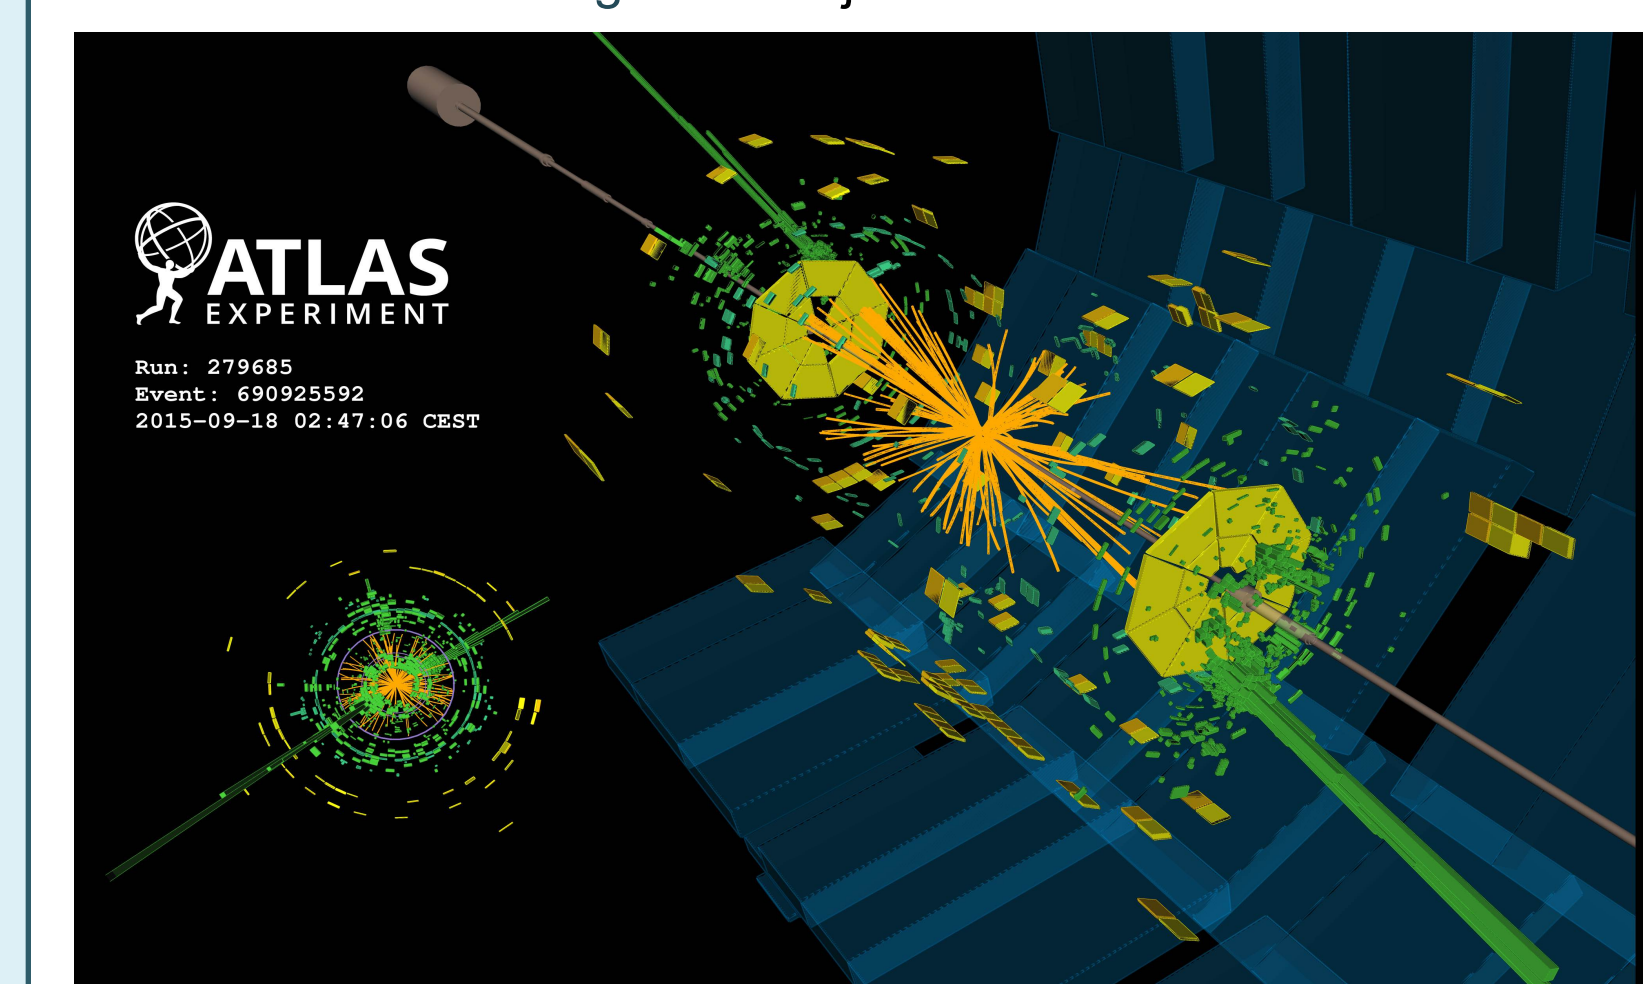 ATLAS
EXPERIMENT
Run: 279685
Event: 690925592
2015-09-18 02:47:06 CEST